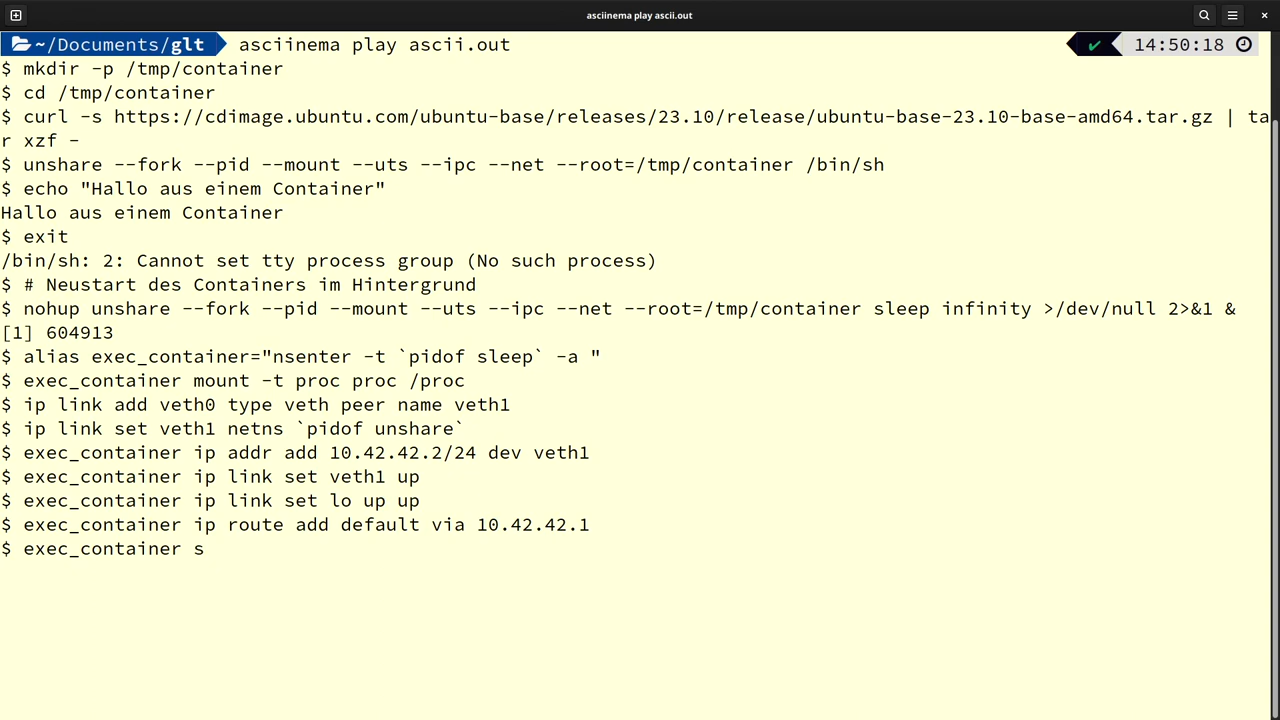 asciinema play ascii.out
~/Documents/glt asciinema play ascii.out ✔ 14:50:18
$ mkdir -p /tmp/container
$ cd /tmp/container
$ curl -s https://cdimage.ubuntu.com/ubuntu-base/releases/23.10/release/ubuntu-base-23.10-base-amd64.tar.gz | ta
r xzf -
$ unshare --fork --pid --mount --uts --ipc --net --root=/tmp/container /bin/sh
$ echo "Hallo aus einem Container"
Hallo aus einem Container
$ exit
/bin/sh: 2: Cannot set tty process group (No such process)
$ # Neustart des Containers im Hintergrund
$ nohup unshare --fork --pid --mount --uts --ipc --net --root=/tmp/container sleep infinity >/dev/null 2>&1 &
[1] 604913
$ alias exec_container="nsenter -t `pidof sleep` -a "
$ exec_container mount -t proc proc /proc
$ ip link add veth0 type veth peer name veth1
$ ip link set veth1 netns `pidof unshare`
$ exec_container ip addr add 10.42.42.2/24 dev veth1
$ exec_container ip link set veth1 up
$ exec_container ip link set lo up up
$ exec_container ip route add default via 10.42.42.1
$ exec_container s